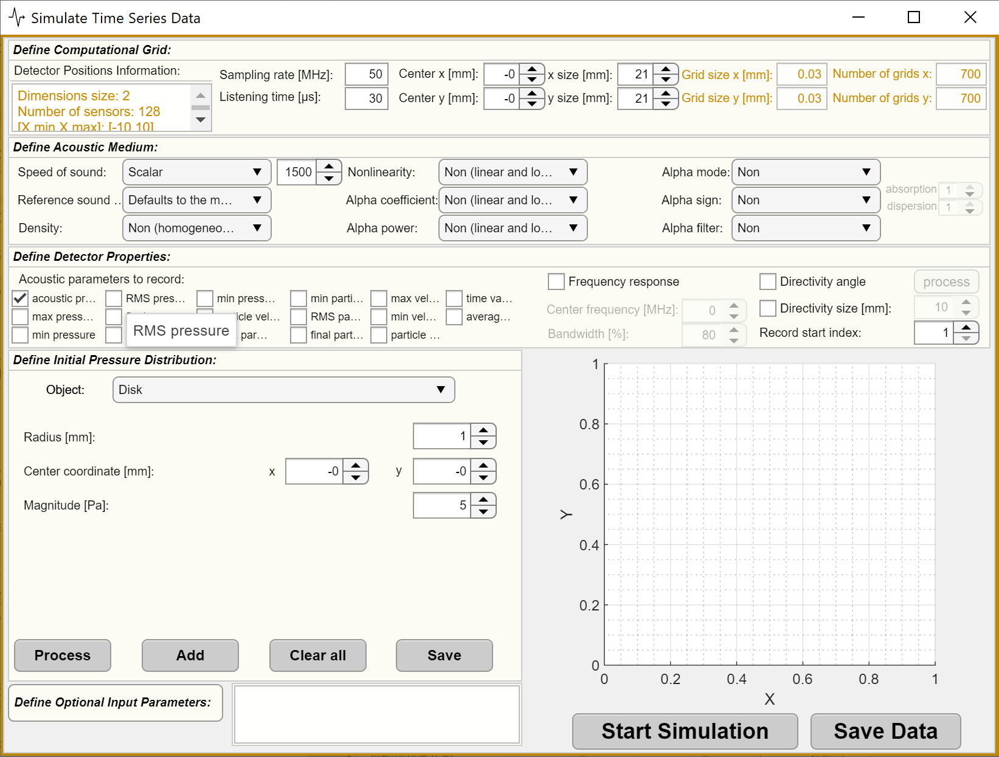 Simulate Time Series Data
Define Computational Grid:
Detector Positions Information:
Dimensions size: 2
Number of sensors: 128
[X min X max]: [-10 10]
Sampling rate [MHz]: 50
Listening time [µs]: 30
Center x [mm]: -0
Center y [mm]: -0
x size [mm]: 21
y size [mm]: 21
Grid size x [mm]: 0.03
Grid size y [mm]: 0.03
Number of grids x: 700
Number of grids y: 700
Define Acoustic Medium:
Speed of sound: Scalar 1500
Reference sound .. Defaults to the m...
Density: Non (homogeneo...
Nonlinearity: Non (linear and lo...
Alpha coefficient: Non (linear and lo...
Alpha power: Non (linear and lo...
Alpha mode: Non
Alpha sign: Non
Alpha filter: Non
absorption 1
dispersion 1
Define Detector Properties:
Acoustic parameters to record:
acoustic pr... RMS pres... min press... min parti... max vel... time va...
max press... icle vel... RMS pa... min vel... averag...
min pressure par... final part... particle ...
RMS pressure
Frequency response
Center frequency [MHz]: 0
Bandwidth [%]: 80
Directivity angle process
Directivity size [mm]: 10
Record start index: 1
Define Initial Pressure Distribution:
Object: Disk
Radius [mm]: 1
Center coordinate [mm]: x -0 y -0
Magnitude [Pa]: 5
Process Add Clear all Save
Define Optional Input Parameters:
1
0.8
0.6
0.4
0.2
0
Y
0 0.2 0.4 0.6 0.8 1
X
Start Simulation Save Data